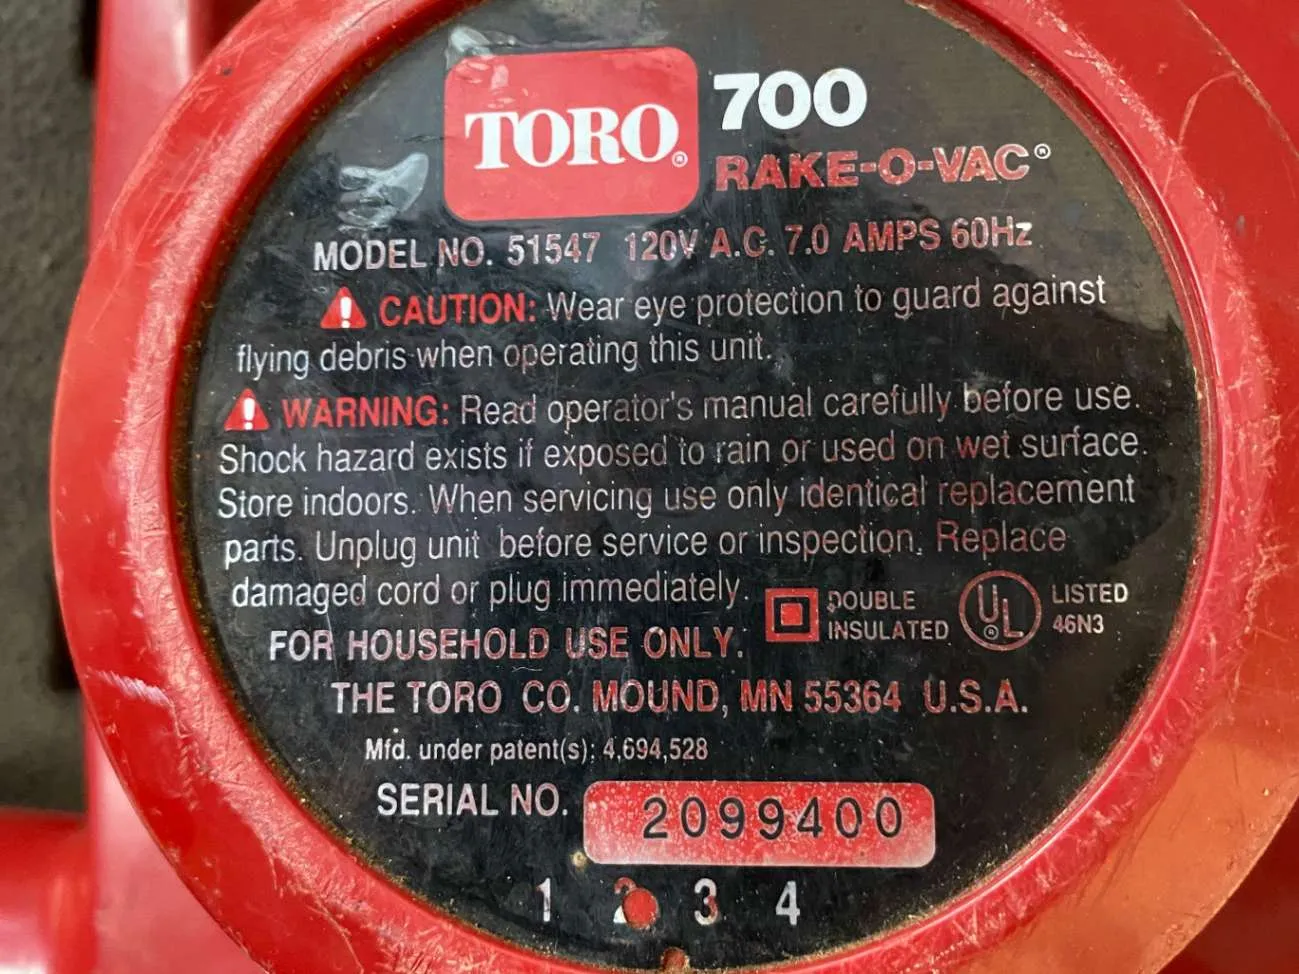 TORO® 700
RAKE-O-VAC®
MODEL NO. 51547 120V A.C. 7.0 AMPS 60Hz
CAUTION: Wear eye protection to guard against
flying debris when operating this unit.
WARNING: Read operator's manual carefully before use.
Shock hazard exists if exposed to rain or used on wet surface.
Store indoors. When servicing use only identical replacement
parts. Unplug unit before service or inspection. Replace
damaged cord or plug immediately.
DOUBLE
INSULATED
UL®
LISTED
46N3
FOR HOUSEHOLD USE ONLY.
THE TORO CO. MOUND, MN 55364 U.S.A.
Mfd. under patent(s): 4,694,528
SERIAL NO. 2099400
1 2 3 4